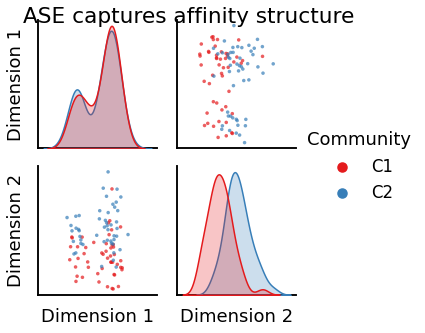 ASE captures affinity structure
Dimension 1
Community
C1
C2
Dimension 2
Dimension 1
Dimension 2